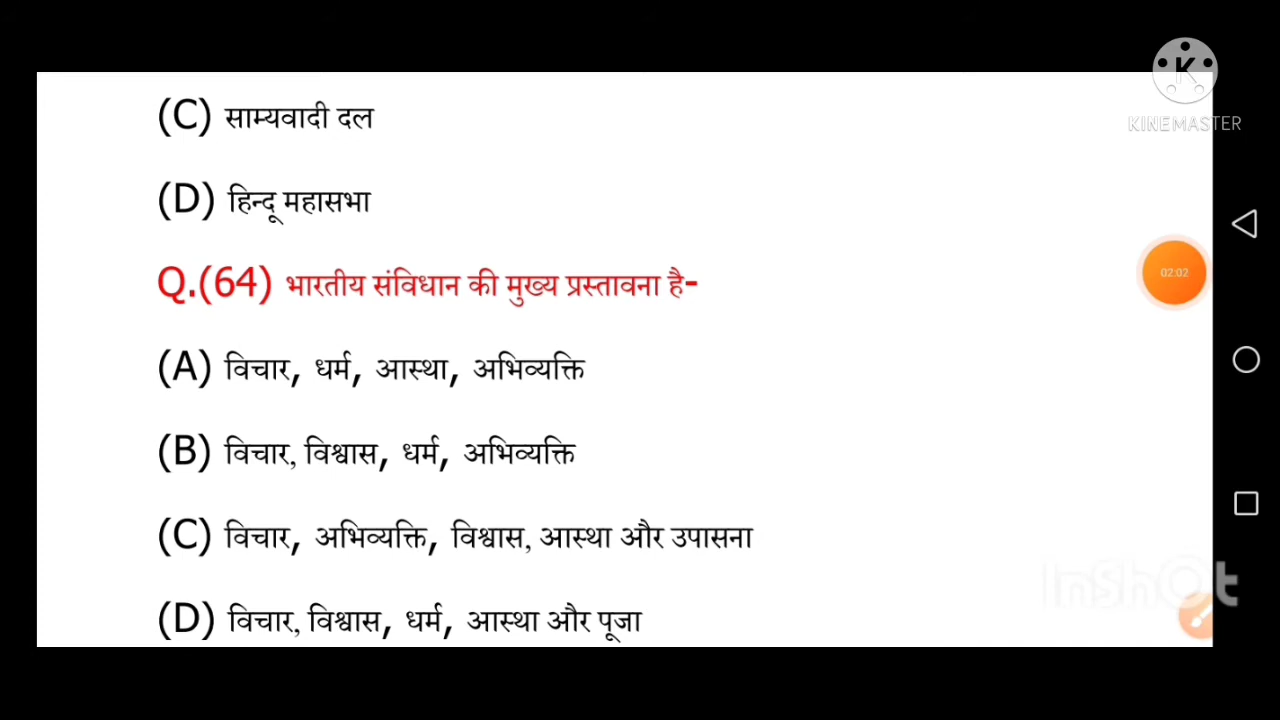 (C) साम्यवादी दल
KINEMASTER
(D) हिन्दू महासभा
Q.(64) भारतीय संविधान की मुख्य प्रस्तावना है-
02:02
(A) विचार, धर्म, आस्था, अभिव्यक्ति
(B) विचार, विश्वास, धर्म, अभिव्यक्ति
(C) विचार, अभिव्यक्ति, विश्वास, आस्था और उपासना
InShOt
(D) विचार, विश्वास, धर्म, आस्था और पूजा